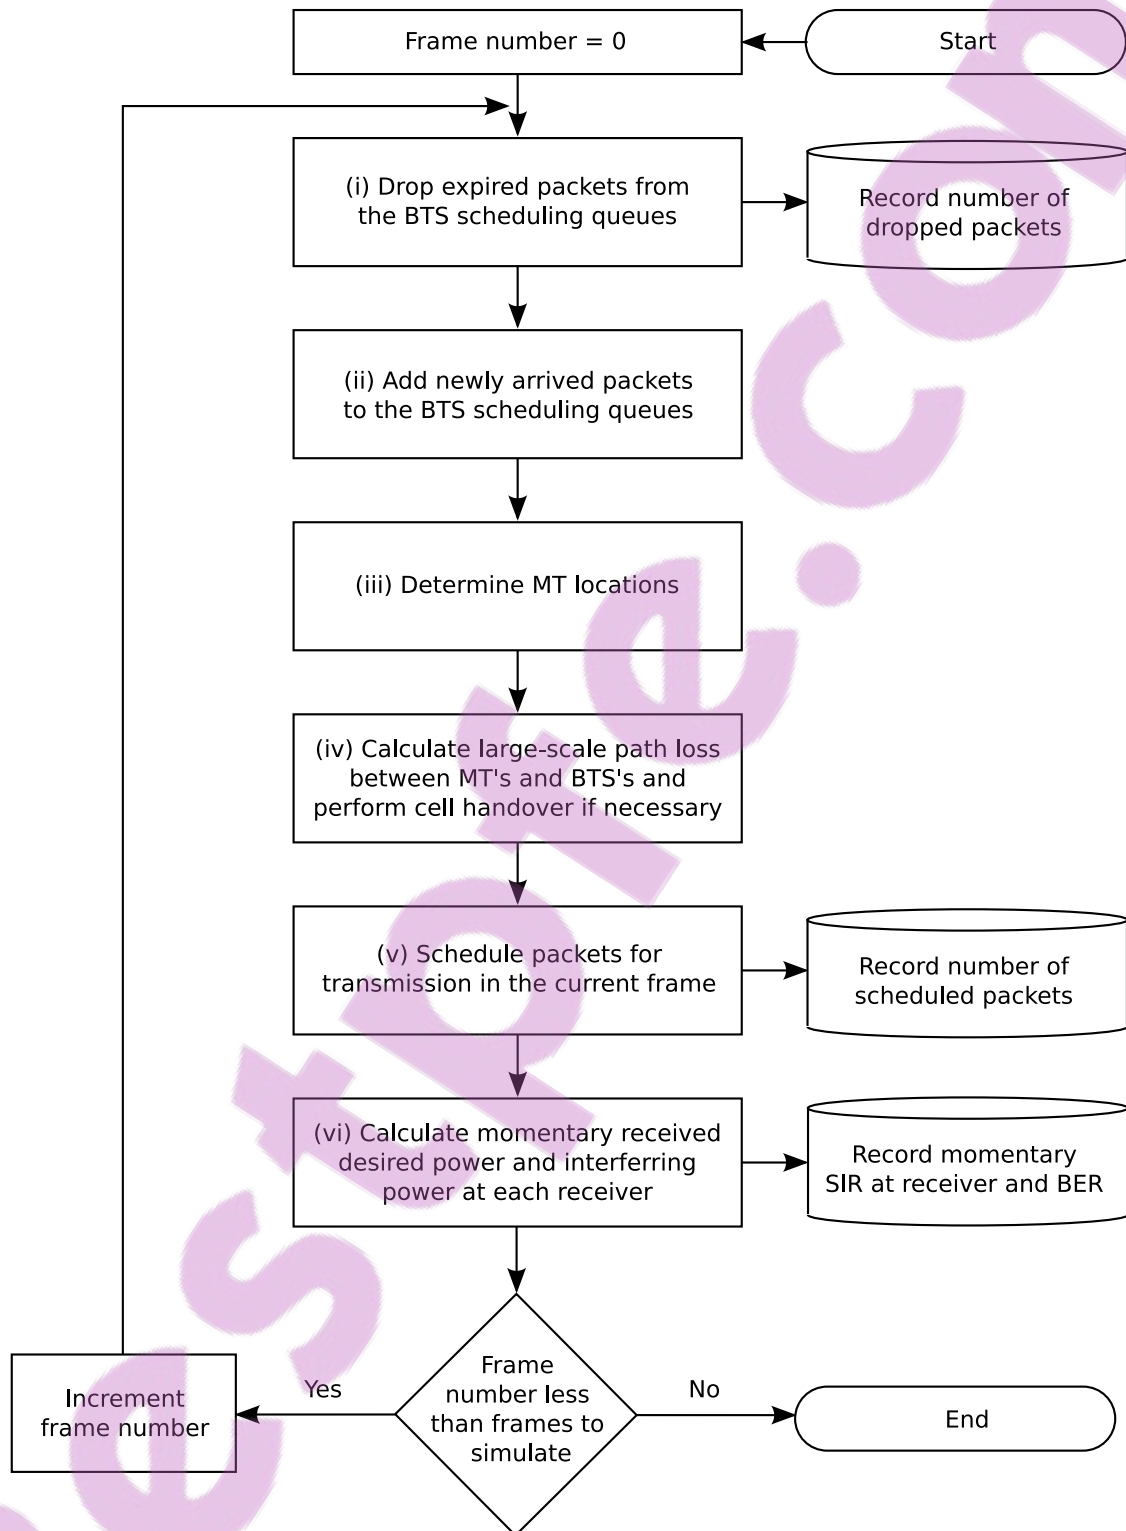 Frame number = 0
Start
(i) Drop expired packets from
the BTS scheduling queues
Record number of
dropped packets
(ii) Add newly arrived packets
to the BTS scheduling queues
(iii) Determine MT locations
(iv) Calculate large-scale path loss
between MT's and BTS's and
perform cell handover if necessary
(v) Schedule packets for
transmission in the current frame
Record number of
scheduled packets
(vi) Calculate momentary received
desired power and interferring
power at each receiver
Record momentary
SIR at receiver and BER
Frame
number less
than frames to
simulate
Yes
No
Increment
frame number
End
estpfe.com